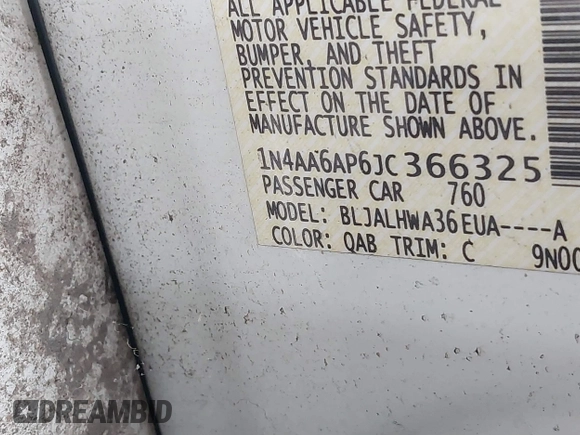 ALL APPLICABLE FEDERAL
MOTOR VEHICLE SAFETY,
BUMPER, AND THEFT
PREVENTION STANDARDS IN
EFFECT ON THE DATE OF
MANUFACTURE SHOWN ABOVE.
1N4AA6AP6JC366325
PASSENGER CAR 760
MODEL: BLJALHWA36EUA----A
COLOR: QAB TRIM: C 9N00
DREAMBID